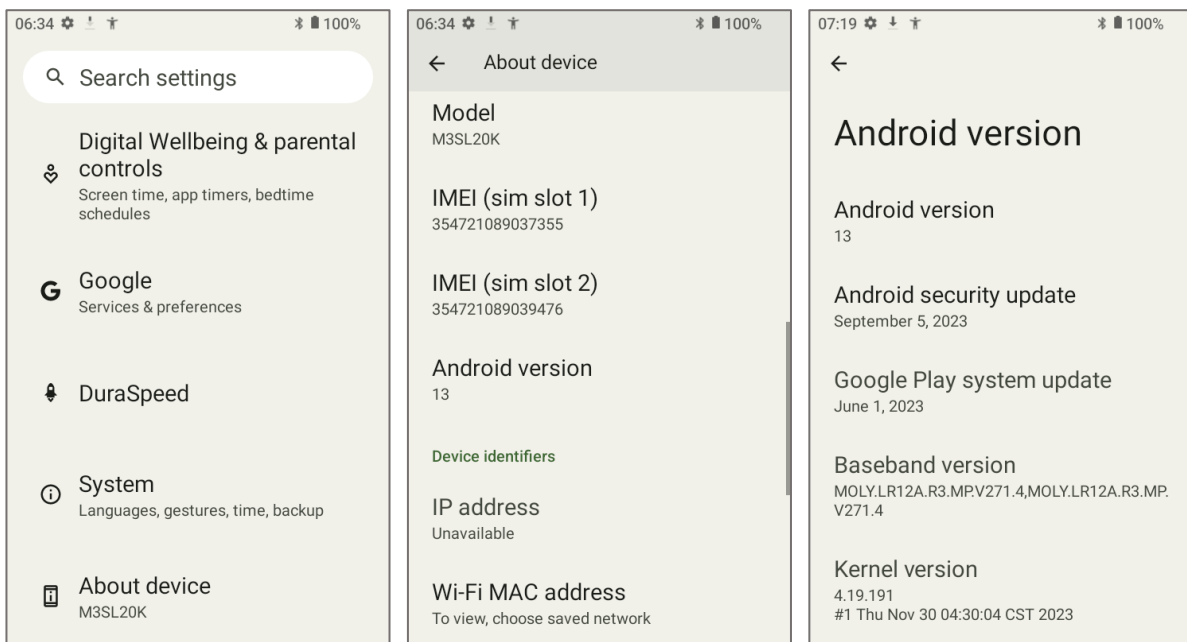 06:34 100%
Search settings
Digital Wellbeing & parental
controls
Screen time, app timers, bedtime
schedules
Google
Services & preferences
DuraSpeed
System
Languages, gestures, time, backup
About device
M3SL20K
06:34 100%
About device
Model
M3SL20K
IMEI (sim slot 1)
354721089037355
IMEI (sim slot 2)
354721089039476
Android version
13
Device identifiers
IP address
Unavailable
Wi-Fi MAC address
To view, choose saved network
07:19 100%
Android version
Android version
13
Android security update
September 5, 2023
Google Play system update
June 1, 2023
Baseband version
MOLY.LR12A.R3.MP.V271.4,MOLY.LR12A.R3.MP.
V271.4
Kernel version
4.19.191
#1 Thu Nov 30 04:30:04 CST 2023